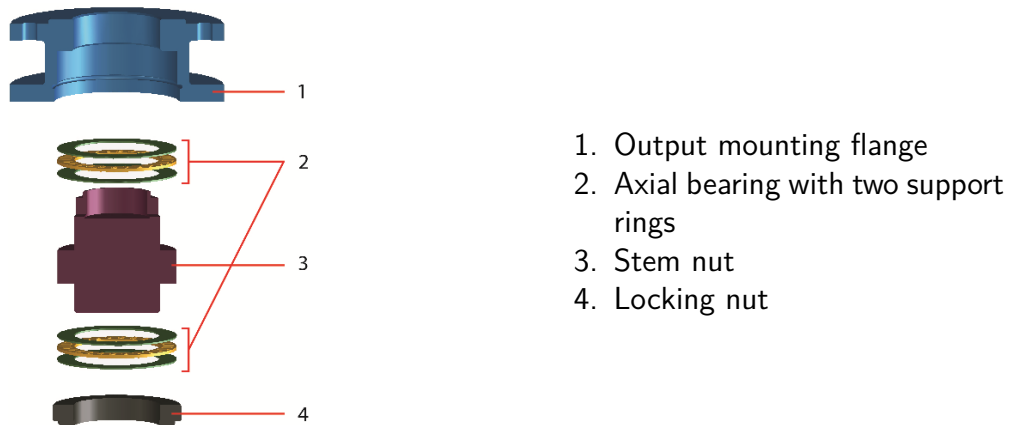 1
2
3
4
1. Output mounting flange
2. Axial bearing with two support
rings
3. Stem nut
4. Locking nut